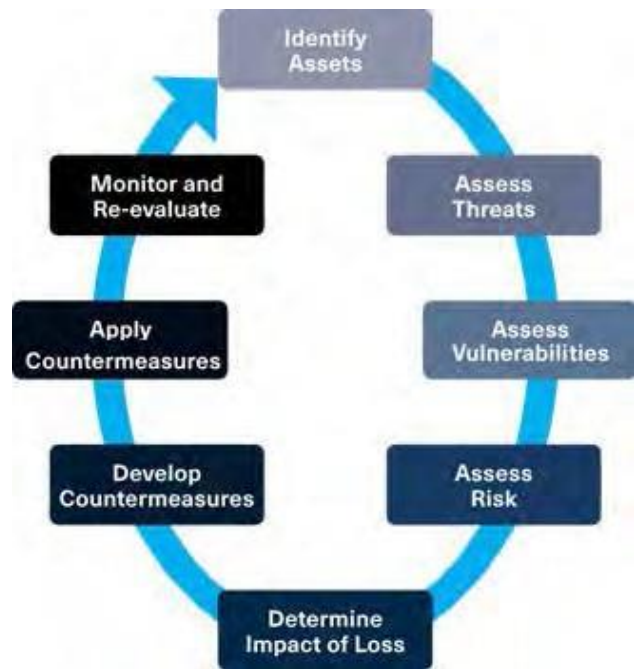 Identify
Assets
Assess
Threats
Assess
Vulnerabilities
Assess
Risk
Determine
Impact of Loss
Develop
Countermeasures
Apply
Countermeasures
Monitor and
Re-evaluate